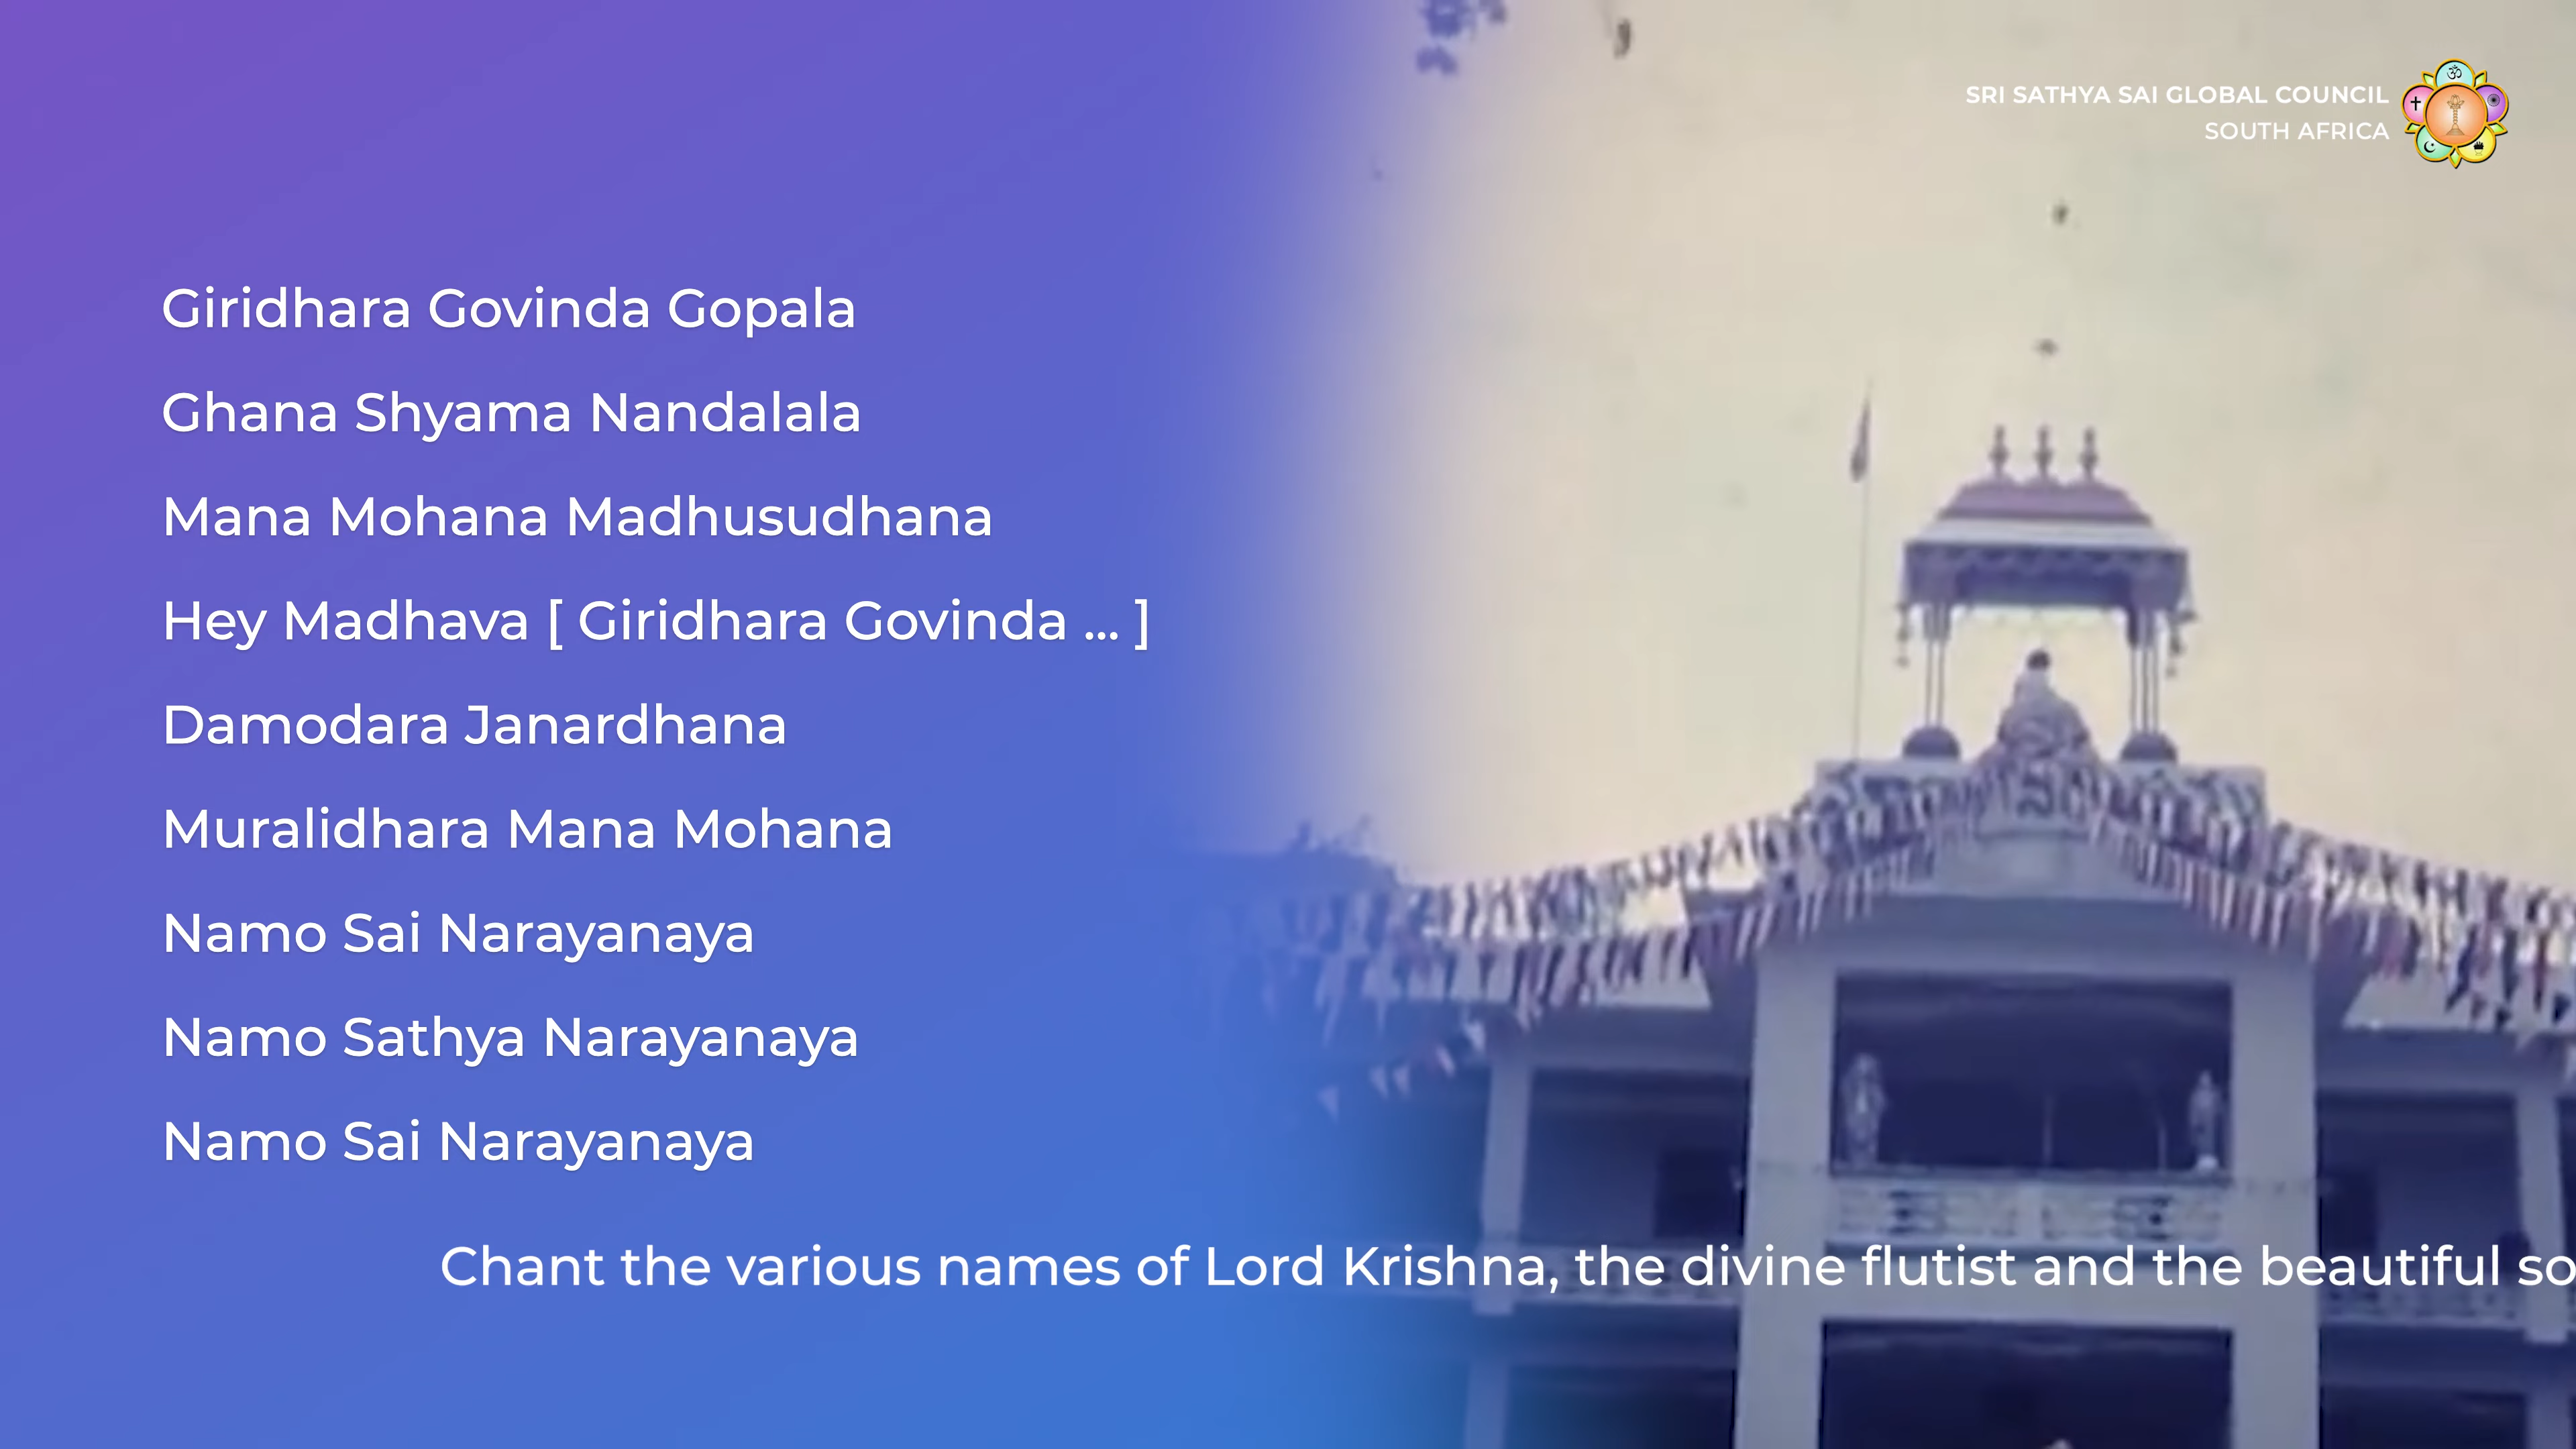 SRI SATHYA SAI GLOBAL COUNCIL
SOUTH AFRICA
Giridhara Govinda Gopala
Ghana Shyama Nandalala
Mana Mohana Madhusudhana
Hey Madhava [ Giridhara Govinda ... ]
Damodara Janardhana
Muralidhara Mana Mohana
Namo Sai Narayanaya
Namo Sathya Narayanaya
Namo Sai Narayanaya
Chant the various names of Lord Krishna, the divine flutist and the beautiful